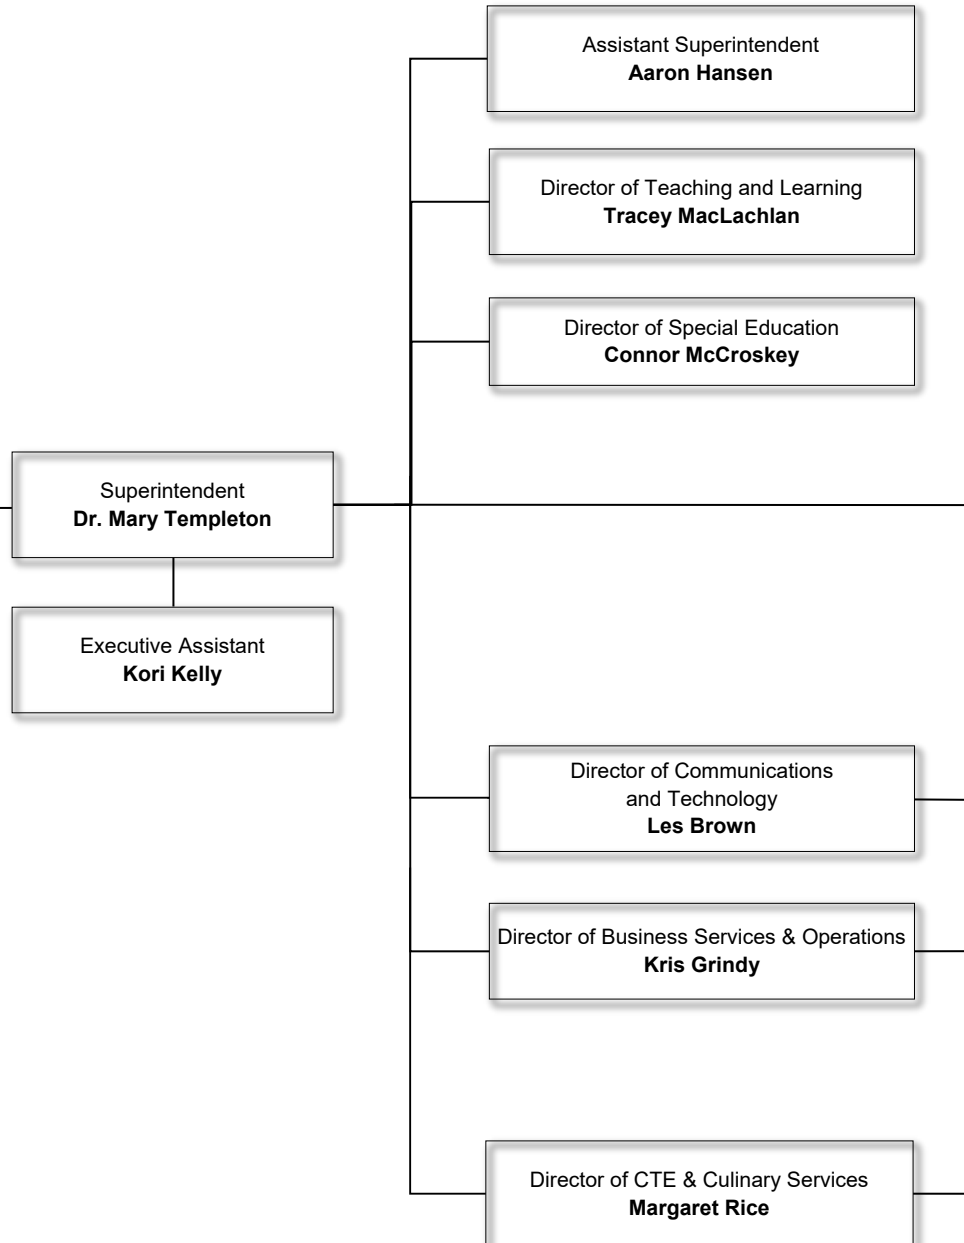 Assistant Superintendent
Aaron Hansen
Director of Teaching and Learning
Tracey MacLachlan
Director of Special Education
Connor McCroskey
Superintendent
Dr. Mary Templeton
Executive Assistant
Kori Kelly
Director of Communications
and Technology
Les Brown
Director of Business Services & Operations
Kris Grindy
Director of CTE & Culinary Services
Margaret Rice